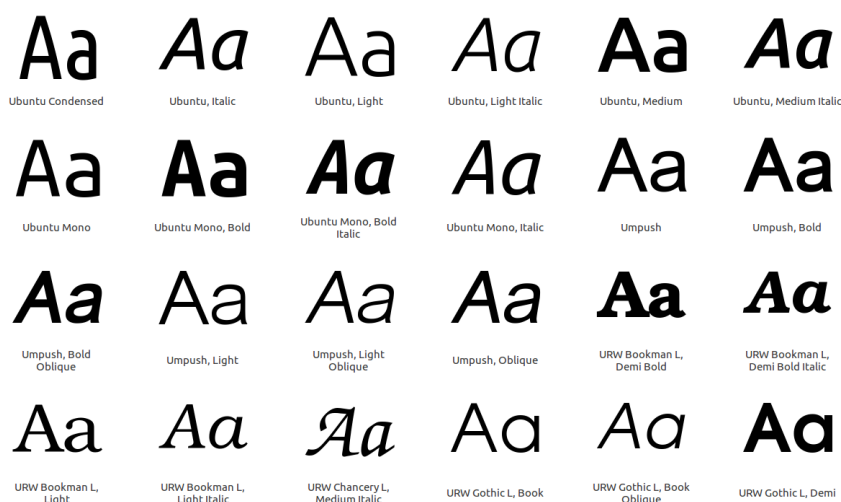 Aa Aa Aa Aa Aa Aa
Ubuntu Condensed Ubuntu, Italic Ubuntu, Light Ubuntu, Light Italic Ubuntu, Medium Ubuntu, Medium Italic
Aa Aa Aa Aa Aa Aa
Ubuntu Mono Ubuntu Mono, Bold Ubuntu Mono, Bold Ubuntu Mono, Italic Umpush Umpush, Bold
Italic
Aa Aa Aa Aa Aa Aa
Umpush, Bold Umpush, Light Umpush, Light Umpush, Oblique URW Bookman L, URW Bookman L,
Oblique Oblique Demi Bold Demi Bold Italic
Aa Aa Aa Aa Aa Aa
URW Bookman L, URW Bookman L, URW Chancery L, URW Gothic L, Book URW Gothic L, Book URW Gothic L, Demi
Light Light Italic Medium Italic Oblique